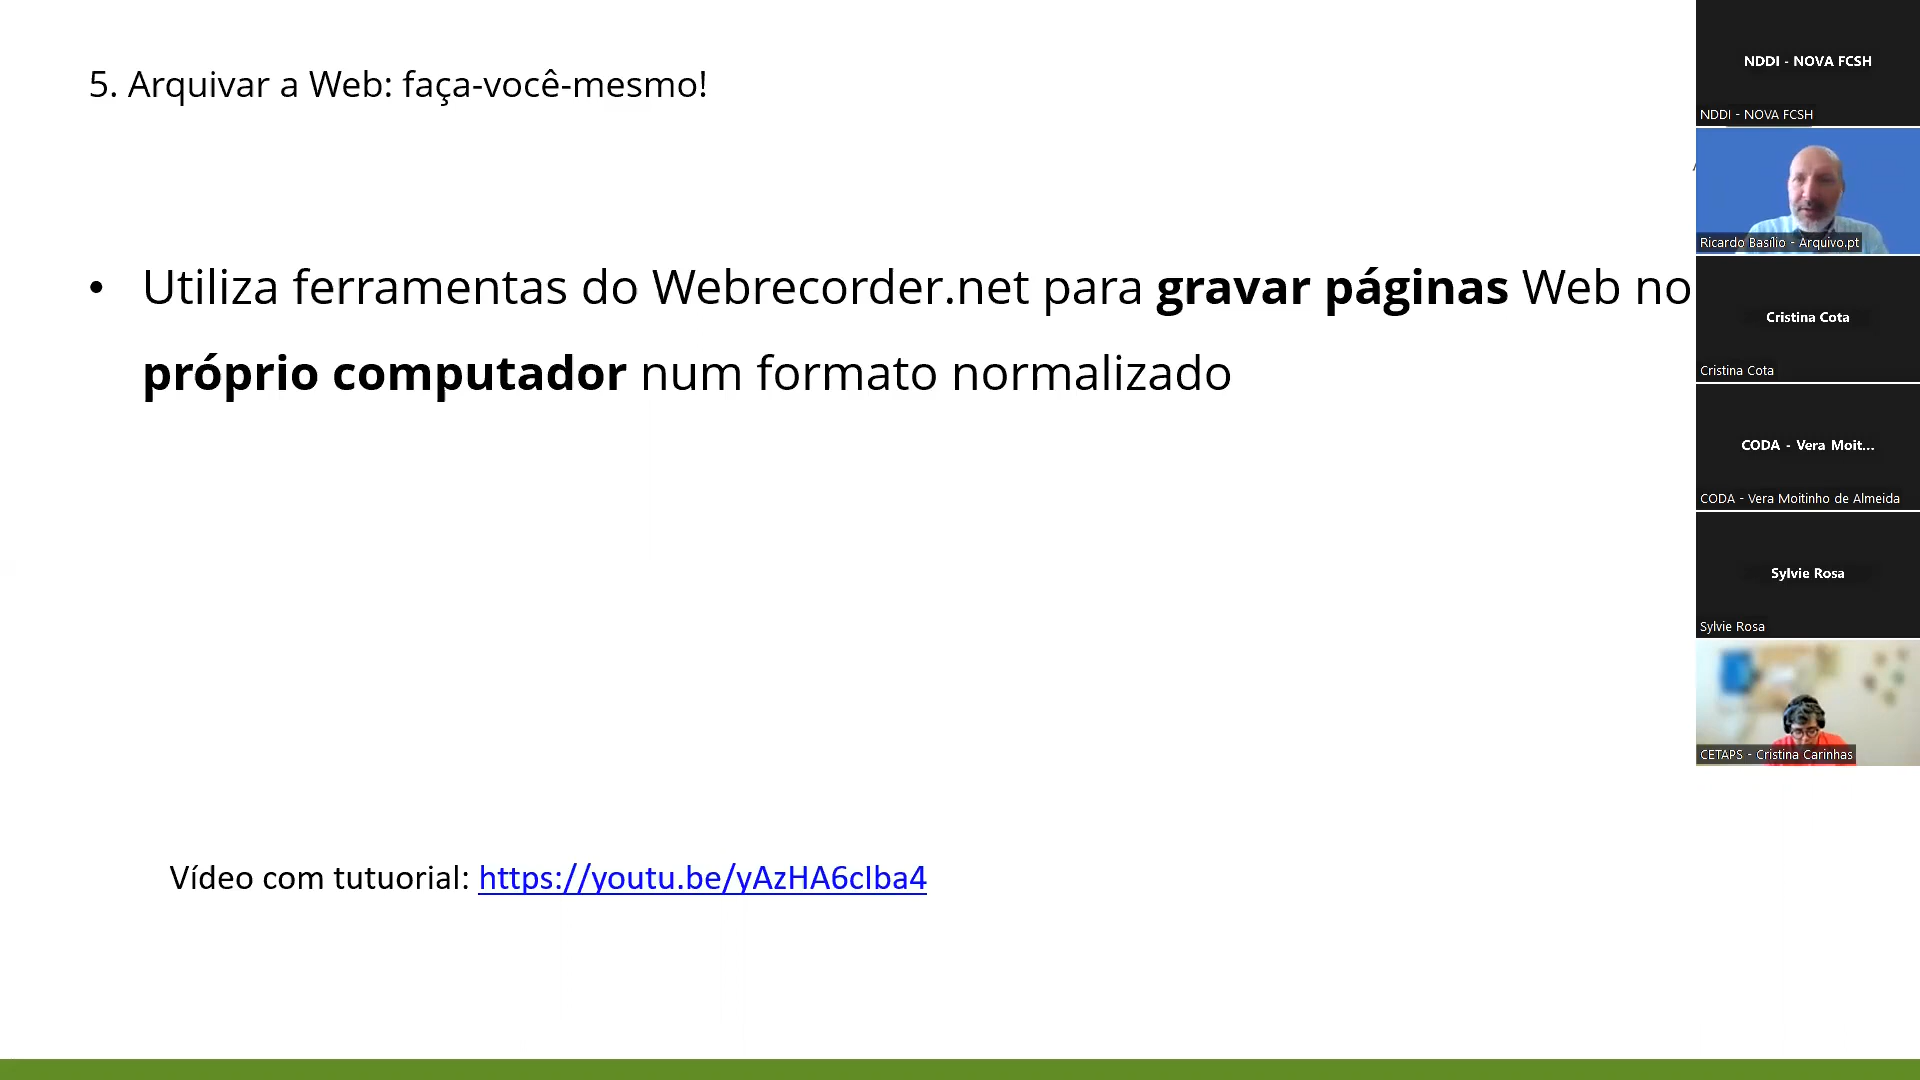 5. Arquivar a Web: faça-você-mesmo!
• Utiliza ferramentas do Webrecorder.net para gravar páginas Web no
próprio computador num formato normalizado
Vídeo com tutuorial: https://youtu.be/yAzHA6cIba4
NDDI - NOVA FCSH
NDDI - NOVA FCSH
Ricardo Basílio - Arquivo.pt
Cristina Cota
Cristina Cota
CODA - Vera Moit...
CODA - Vera Moitinho de Almeida
Sylvie Rosa
Sylvie Rosa
CETAPS - Cristina Carinhas